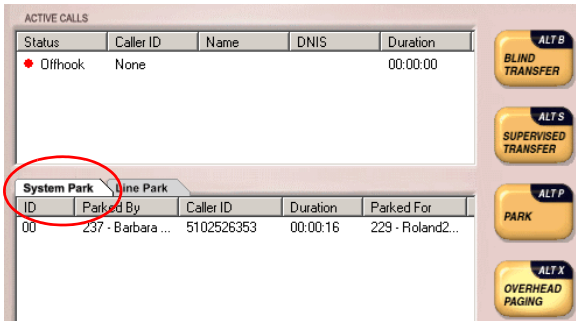 ACTIVE CALLS
Status Caller ID Name DNIS Duration
Offhook None 00:00:00
System Park Line Park
ID Parked By Caller ID Duration Parked For
00 237 - Barbara ... 5102526353 00:00:16 229 - Roland2...
ALT B
BLIND
TRANSFER
ALT S
SUPERVISED
TRANSFER
ALT P
PARK
ALT X
OVERHEAD
PAGING